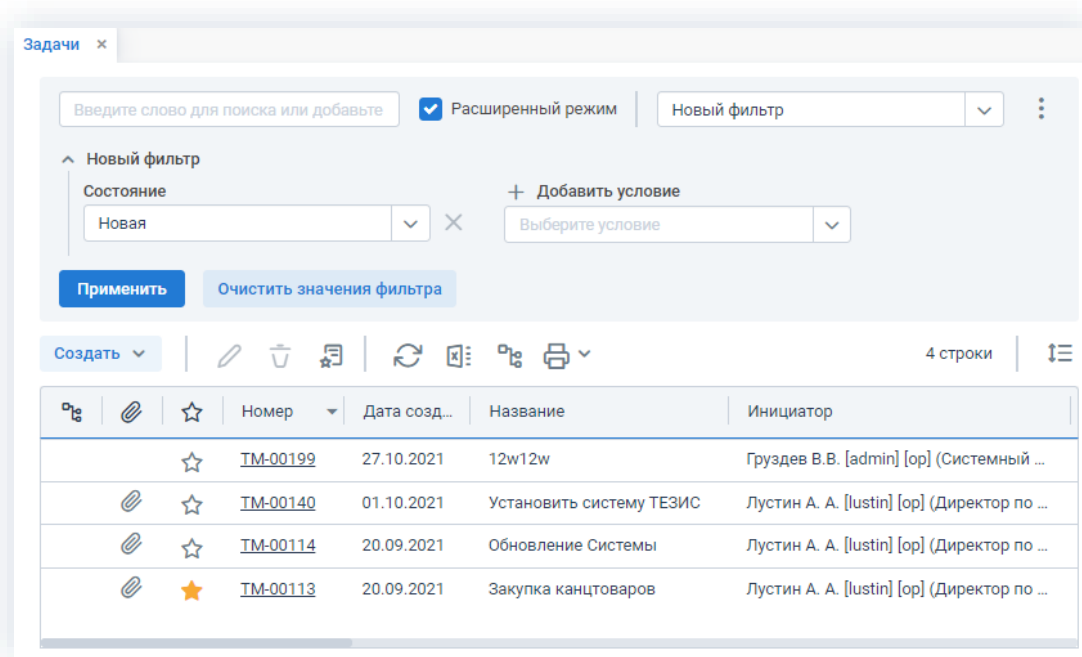 Задачи
Введите слово для поиска или добавьте Расширенный режим Новый фильтр
Новый фильтр
Состояние Добавить условие
Новая Выберите условие
Применить Очистить значения фильтра
Создать 4 строки
Номер Дата созд... Название Инициатор
ТМ-00199 27.10.2021 12w12w Груздев В.В. [admin] [op] (Системный ...
ТМ-00140 01.10.2021 Установить систему ТЕЗИС Лустин А. А. [lustin] [op] (Директор по ...
ТМ-00114 20.09.2021 Обновление Системы Лустин А. А. [lustin] [op] (Директор по ...
ТМ-00113 20.09.2021 Закупка канцтоваров Лустин А. А. [lustin] [op] (Директор по ...